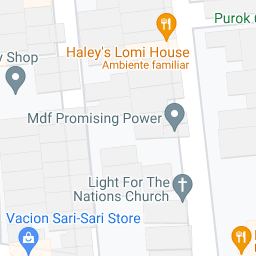 Purok
Haley's Lomi House
Ambiente familiar
Shop
Mdf Promising Power
Light For The
Nations Church
Vacion Sari-Sari Store